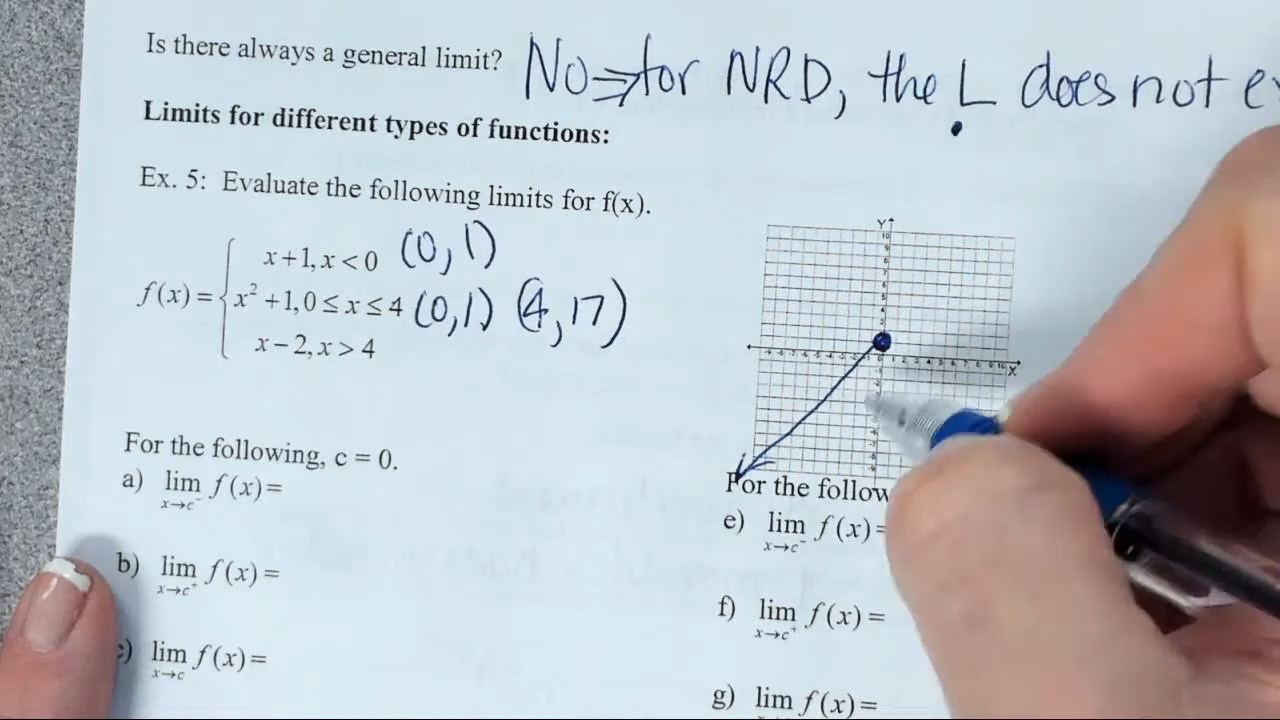 Is there always a general limit? No ⇒ for NRD, the L does not
Limits for different types of functions:
Ex. 5: Evaluate the following limits for f(x).
x+1, x < 0 (0, 1)
f(x) = { x² +1, 0 ≤ x ≤ 4 (0, 1) (4, 17)
x − 2, x > 4
Y
X
For the following, c = 0.
a) lim f(x) =
x→c⁻
b) lim f(x) =
x→c⁺
c) lim f(x) =
x→c
For the follow
e) lim f(x) =
x→c⁻
f) lim f(x) =
x→c⁺
g) lim f(x) =